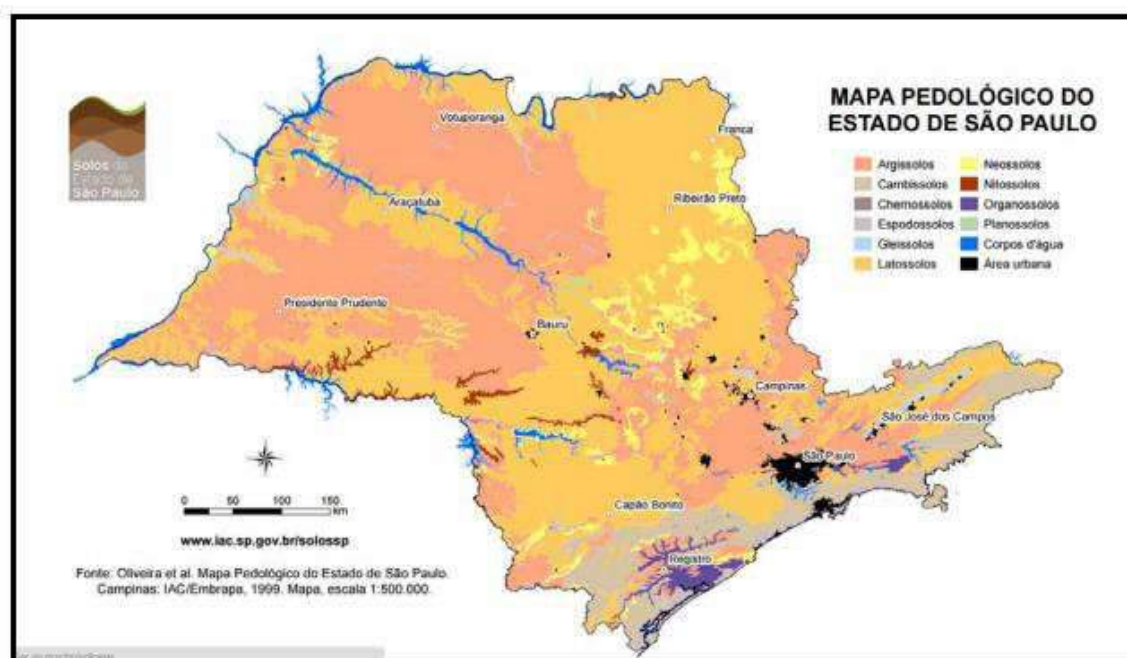 MAPA PEDOLÓGICO DO
ESTADO DE SÃO PAULO
Solos do
Estado de
São Paulo
Argissolos
Cambissolos
Chernossolos
Espodossolos
Gleissolos
Latossolos
Neossolos
Nitossolos
Organossolos
Planossolos
Corpos d'água
Área urbana
Votuporanga
Franca
Araçatuba
Ribeirão Preto
Presidente Prudente
Bauru
Campinas
São José dos Campos
São Paulo
Capão Bonito
Registro
0 50 100 150
km
www.iac.sp.gov.br/solossp
Fonte: Oliveira et al. Mapa Pedológico do Estado de São Paulo.
Campinas: IAC/Embrapa, 1999. Mapa, escala 1:500.000.